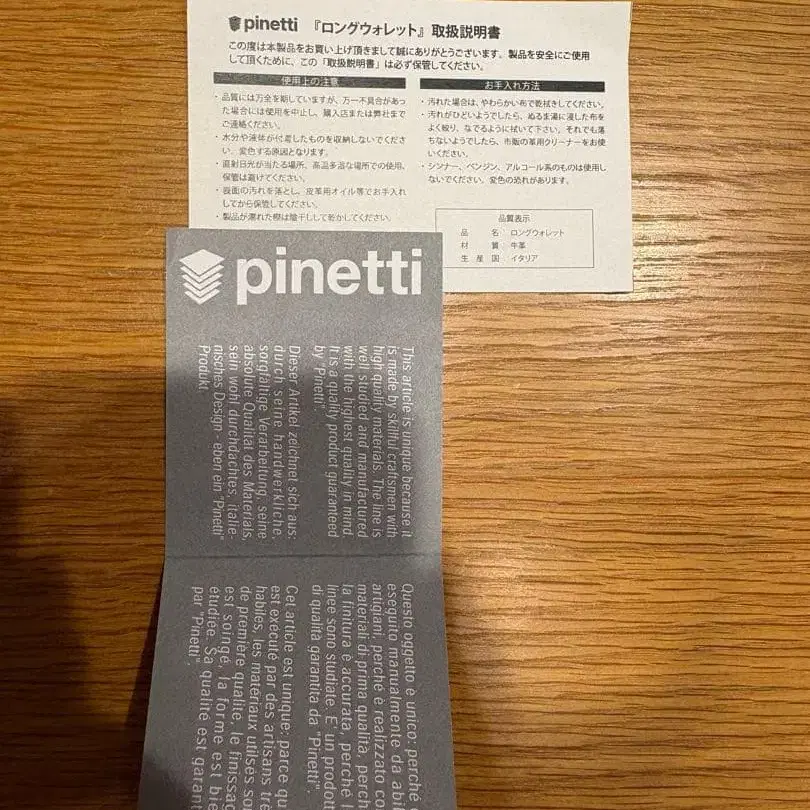 pinetti 『ロングウォレット』取扱説明書
この度は本製品をお買い上げ頂きまして誠にありがとうございます。製品を安全にご使用
して頂くために、この「取扱説明書」は必ず保管してください。
使用上の注意
・品質には万全を期していますが、万一不具合があっ
た場合には使用を中止し、購入店または弊社まで
ご連絡ください。
・水分や液体が付着したものを収納しないでくださ
い。変色する原因となります。
・直射日光が当たる場所、高温多湿な場所での使用、
保管は避けてください。
・表面の汚れを落とし、皮革用オイル等でお手入れ
してから保管してください。
・製品が濡れた際は陰干しして乾かしてください。
お手入れ方法
・汚れた場合は、やわらかい布で乾拭きしてください。
・汚れがひどいようでしたら、ぬるま湯に浸した布を
よく絞り、なでるように拭いて下さい。それでも落
ちないようでしたら、市販の革用クリーナーをお使
いください。
・シンナー、ベンジン、アルコール系のものは使用し
ないでください。変色の恐れがあります。
品質表示
品 名 ロングウォレット
材 質 牛革
生 産 国 イタリア
pinetti
This article is unique because it
is made by skilful craftsmen with
high quality materials. The line is
well studied and manufactured
with the highest quality in mind.
It is a quality product guaranteed
by "Pinetti".
Dieser Artikel zeichnet sich aus:
durch seine handwerkliche,
sorgfältige Verarbeitung, seine
absolute Qualität des Materials,
sein wohl durchdachtes, italie-
nisches Design - eben ein "Pinetti"
Produkt.
Questo oggetto è unico: perché
eseguito manualmente da abili
artigiani, perché è realizzato co
materiali di prima qualità, perch
la finitura è accurata, perché l
linee sono studiate. E' un prodott
di qualità garantita da "Pinetti".
Cet article est unique: parce qu
est exécuté par des artisans trè
habiles, les matériaux utilisés son
de première qualité, le finissag
est soingé, la forme est bie
étudiée. Sa qualité est garant
par "Pinetti".